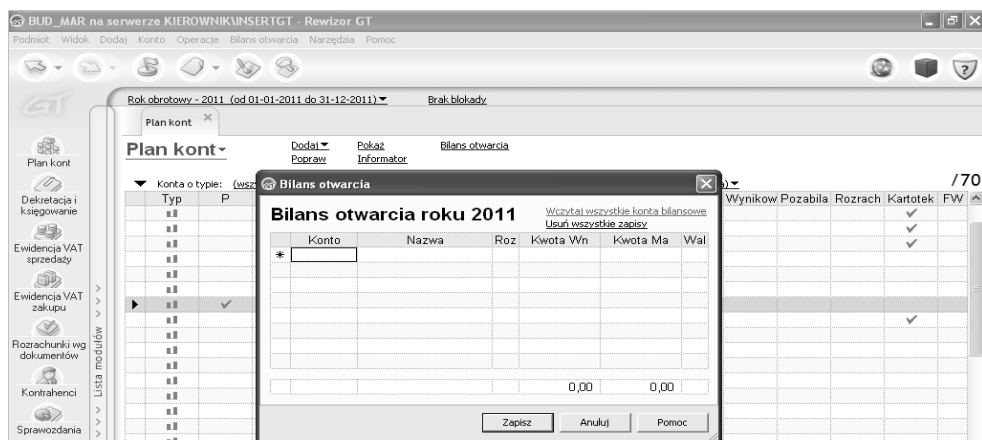 BUD_MAR na serwerze KIEROWNIK\INSERTGT - Rewizor GT
Podmiot Widok Dodaj Konto Operacje Bilans otwarcia Narzędzia Pomoc
GT
Rok obrotowy - 2011 (od 01-01-2011 do 31-12-2011)
Brak blokady
Plan kont
Plan kont
Dodaj
Pokaż
Bilans otwarcia
Popraw
Informator
Konta o typie:
/70
Typ P
Wynikow Pozabila Rozrach Kartotek FW
Plan kont
Dekretacja i
księgowanie
Ewidencja VAT
sprzedaży
Ewidencja VAT
zakupu
Rozrachunki wg
dokumentów
Kontrahenci
Sprawozdania
Lista modułów
Bilans otwarcia
Bilans otwarcia roku 2011
Wczytaj wszystkie konta bilansowe
Usuń wszystkie zapisy
Konto Nazwa Roz Kwota Wn Kwota Ma Wal
0,00 0,00
Zapisz Anuluj Pomoc